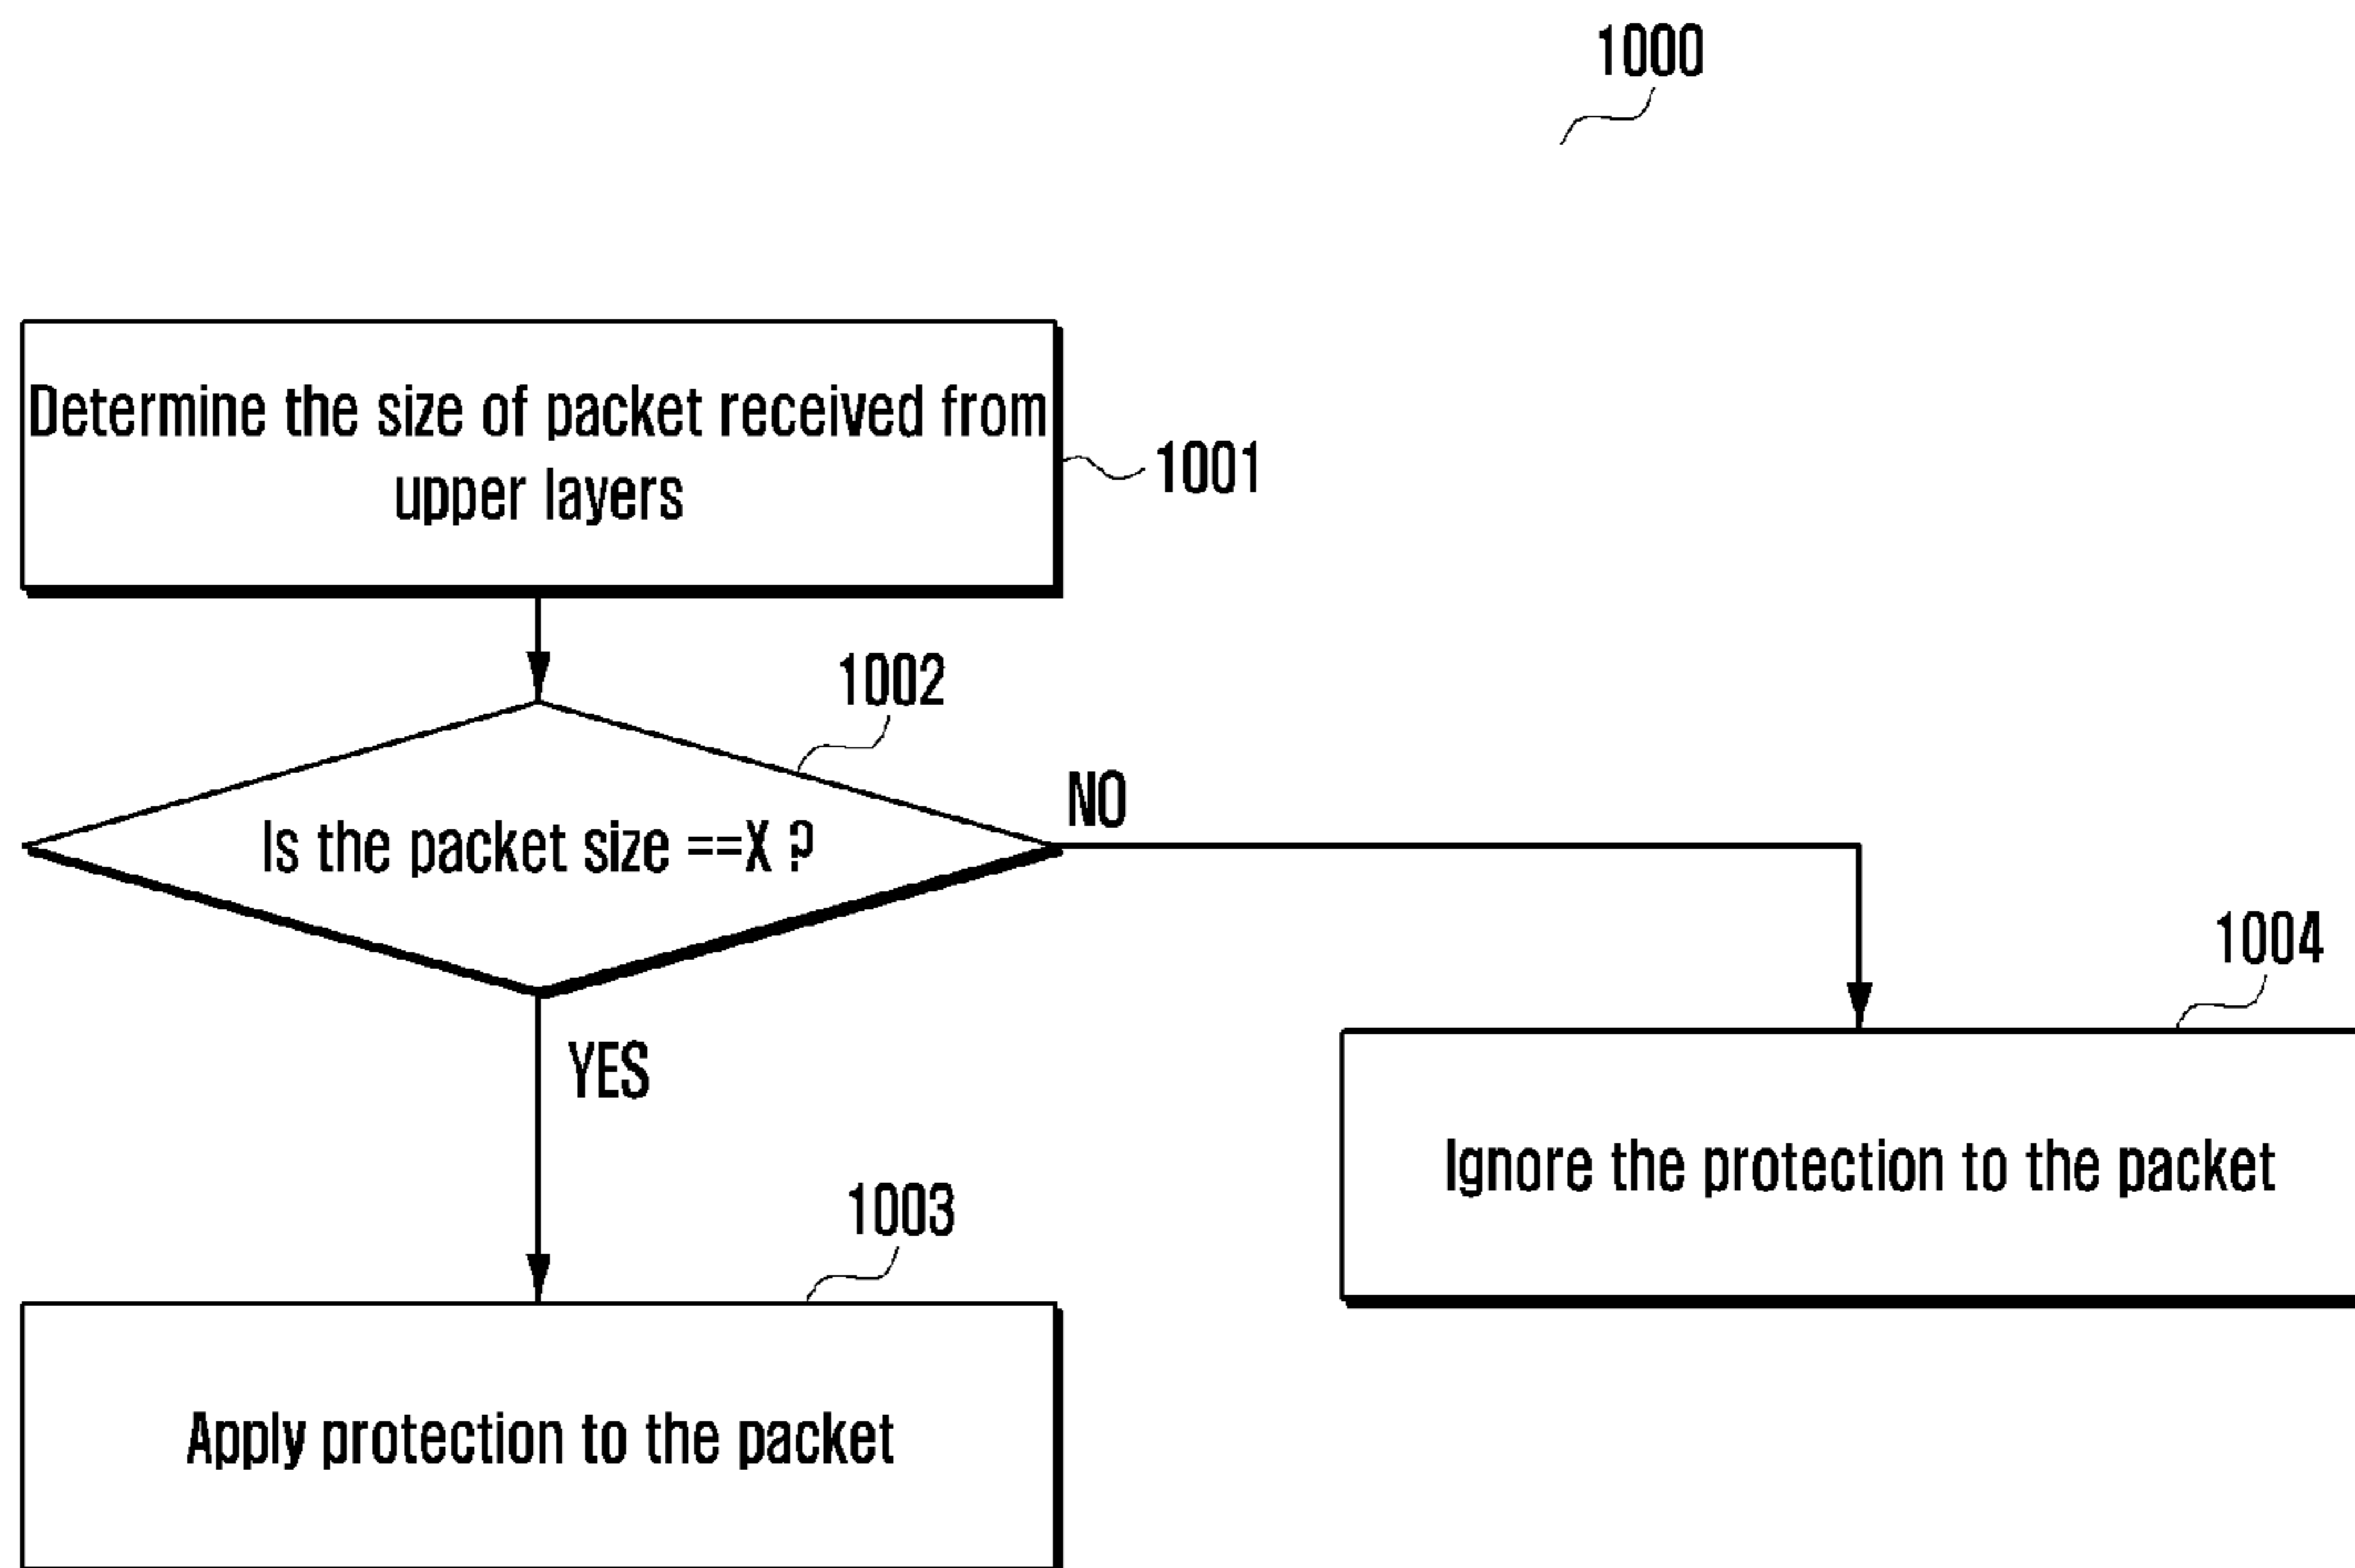 1000
Determine the size of packet received from
upper layers
1001
1002
Is the packet size ==X ?
NO
YES
1004
Ignore the protection to the packet
1003
Apply protection to the packet